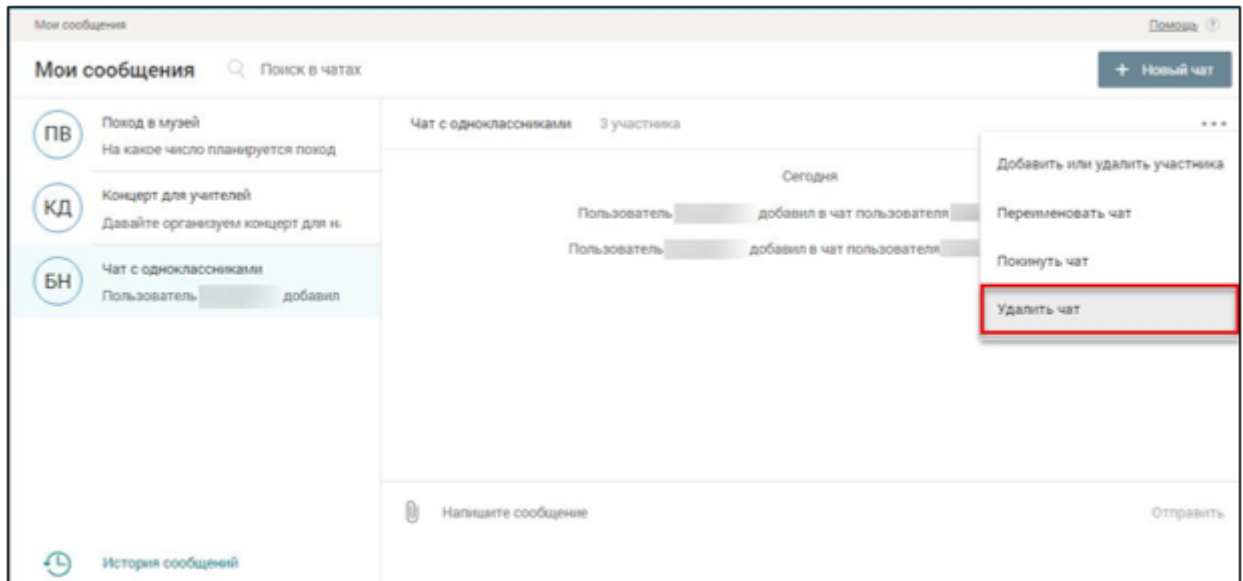 Мои сообщения
Помощь ?
Мои сообщения
Поиск в чатах
+ Новый чат
ПВ
Поход в музей
На какое число планируется поход
КД
Концерт для учителей
Давайте организуем концерт для н
БН
Чат с одноклассниками
Пользователь добавил
История сообщений
Чат с одноклассниками 3 участника
Сегодня
Пользователь добавил в чат пользователя
Пользователь добавил в чат пользователя
Добавить или удалить участника
Переименовать чат
Покинуть чат
Удалить чат
Напишите сообщение
Отправить